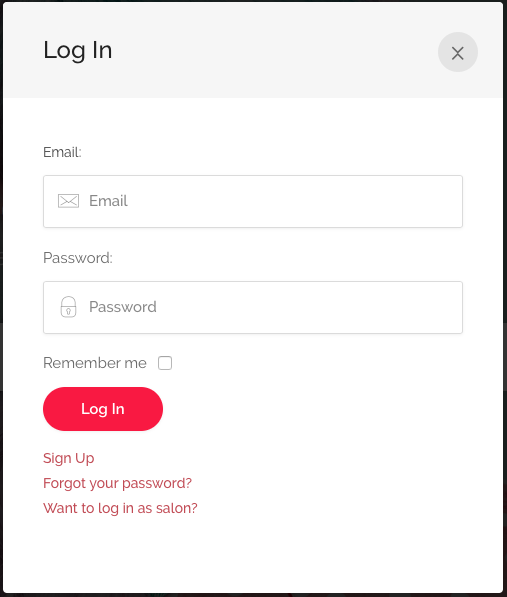 Log In
Email:
Email
Password:
Password
Remember me
Log In
Sign Up
Forgot your password?
Want to log in as salon?